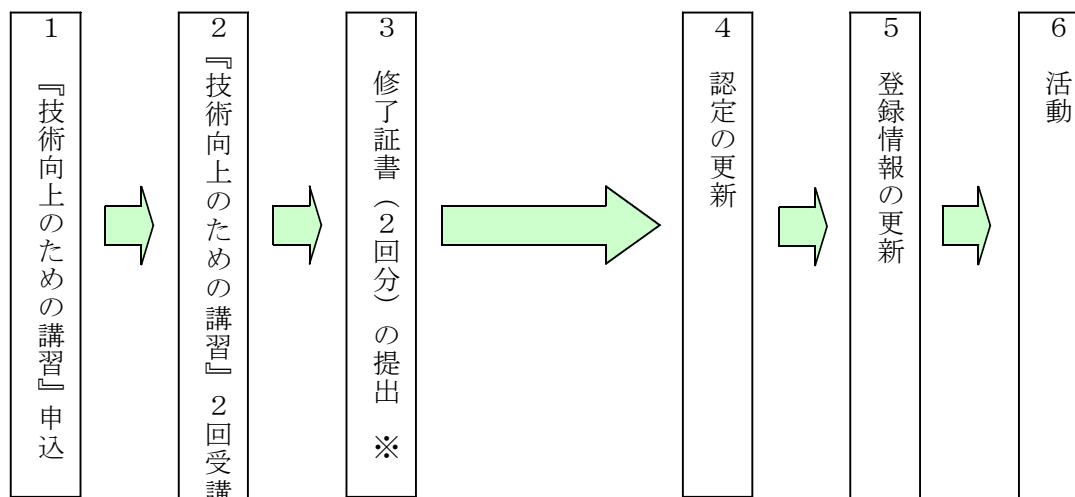 1 『技術向上のための講習』申込
2 『技術向上のための講習』2回受講
3 修了証書(2回分)の提出 ※
4 認定の更新
5 登録情報の更新
6 活動